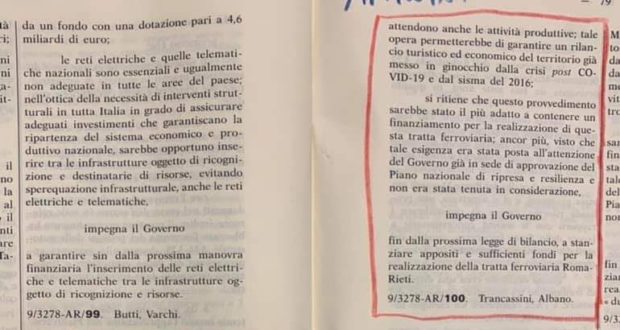 da un fondo con una dotazione pari a 4,6
miliardi di euro;
le reti elettriche e quelle telemati-
che nazionali sono essenziali e ugualmente
non adeguate in tutte le aree del paese;
nell'ottica della necessità di interventi strut-
turali in tutta Italia in grado di assicurare
adeguati investimenti che garantiscano la
ripartenza del sistema economico e pro-
duttivo nazionale, sarebbe opportuno inse-
rire tra le infrastrutture oggetto di ricogni-
zione e destinatarie di risorse, evitando
sperequazione infrastrutturale, anche le reti
elettriche e telematiche,
impegna il Governo
a garantire sin dalla prossima manovra
finanziaria l'inserimento delle reti elettri-
che e telematiche tra le infrastrutture og-
getto di ricognizione e risorse.
9/3278-AR/99. Butti, Varchi.
attendono anche le attività produttive; tale
opera permetterebbe di garantire un rilan-
cio turistico ed economico del territorio già
messo in ginocchio dalla crisi post CO-
VID-19 e dal sisma del 2016;
si ritiene che questo provvedimento
sarebbe stato il più adatto a contenere un
finanziamento per la realizzazione di que-
sta tratta ferroviaria; ancor più, visto che
tale esigenza era stata posta all'attenzione
del Governo già in sede di approvazione del
Piano nazionale di ripresa e resilienza e
non era stata tenuta in considerazione,
impegna il Governo
fin dalla prossima legge di bilancio, a stan-
ziare appositi e sufficienti fondi per la
realizzazione della tratta ferroviaria Roma-
Rieti.
9/3278-AR/100. Trancassini, Albano.